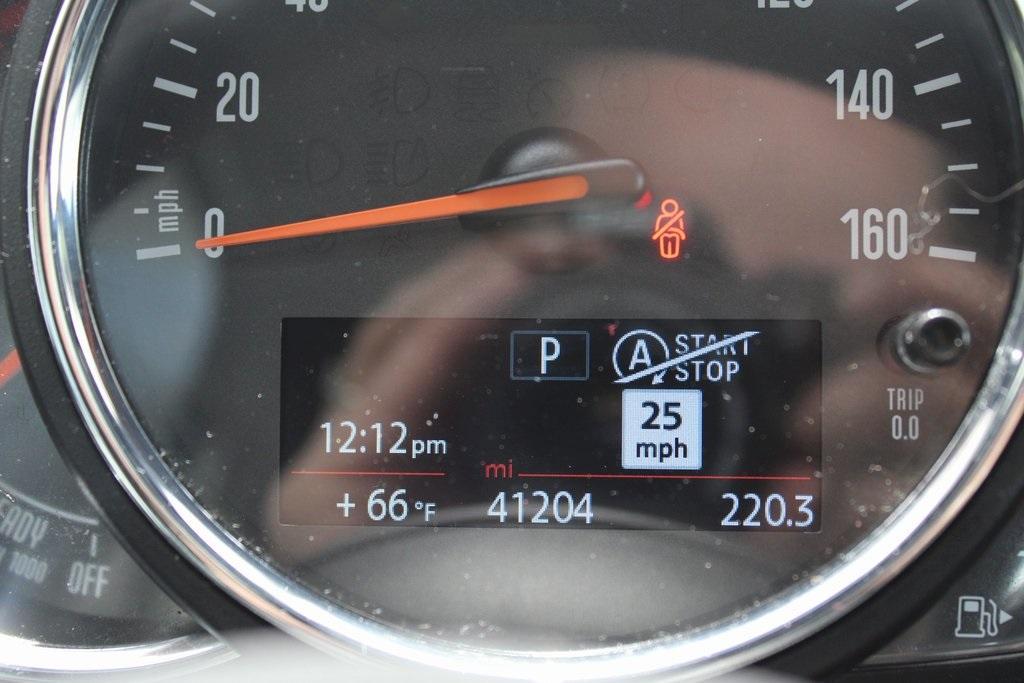 20
140
mph
0
160
P
A START
STOP
25
mph
TRIP
0.0
12:12pm
mi
+ 66 °F 41204 220.3
OFF